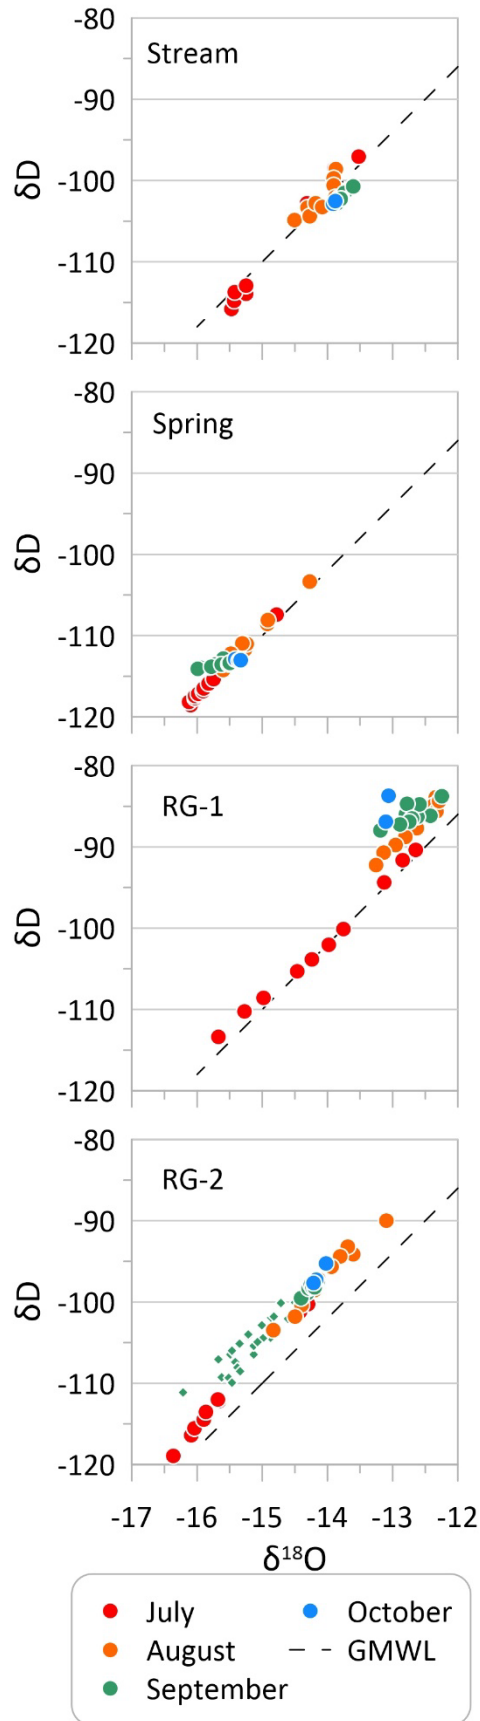 -80
Stream
-90
δD
-100
-110
-120
-80
Spring
-90
δD
-100
-110
-120
-80
RG-1
-90
δD
-100
-110
-120
-80
RG-2
-90
δD
-100
-110
-120
-17 -16 -15 -14 -13 -12
δ¹⁸O
July October
August GMWL
September